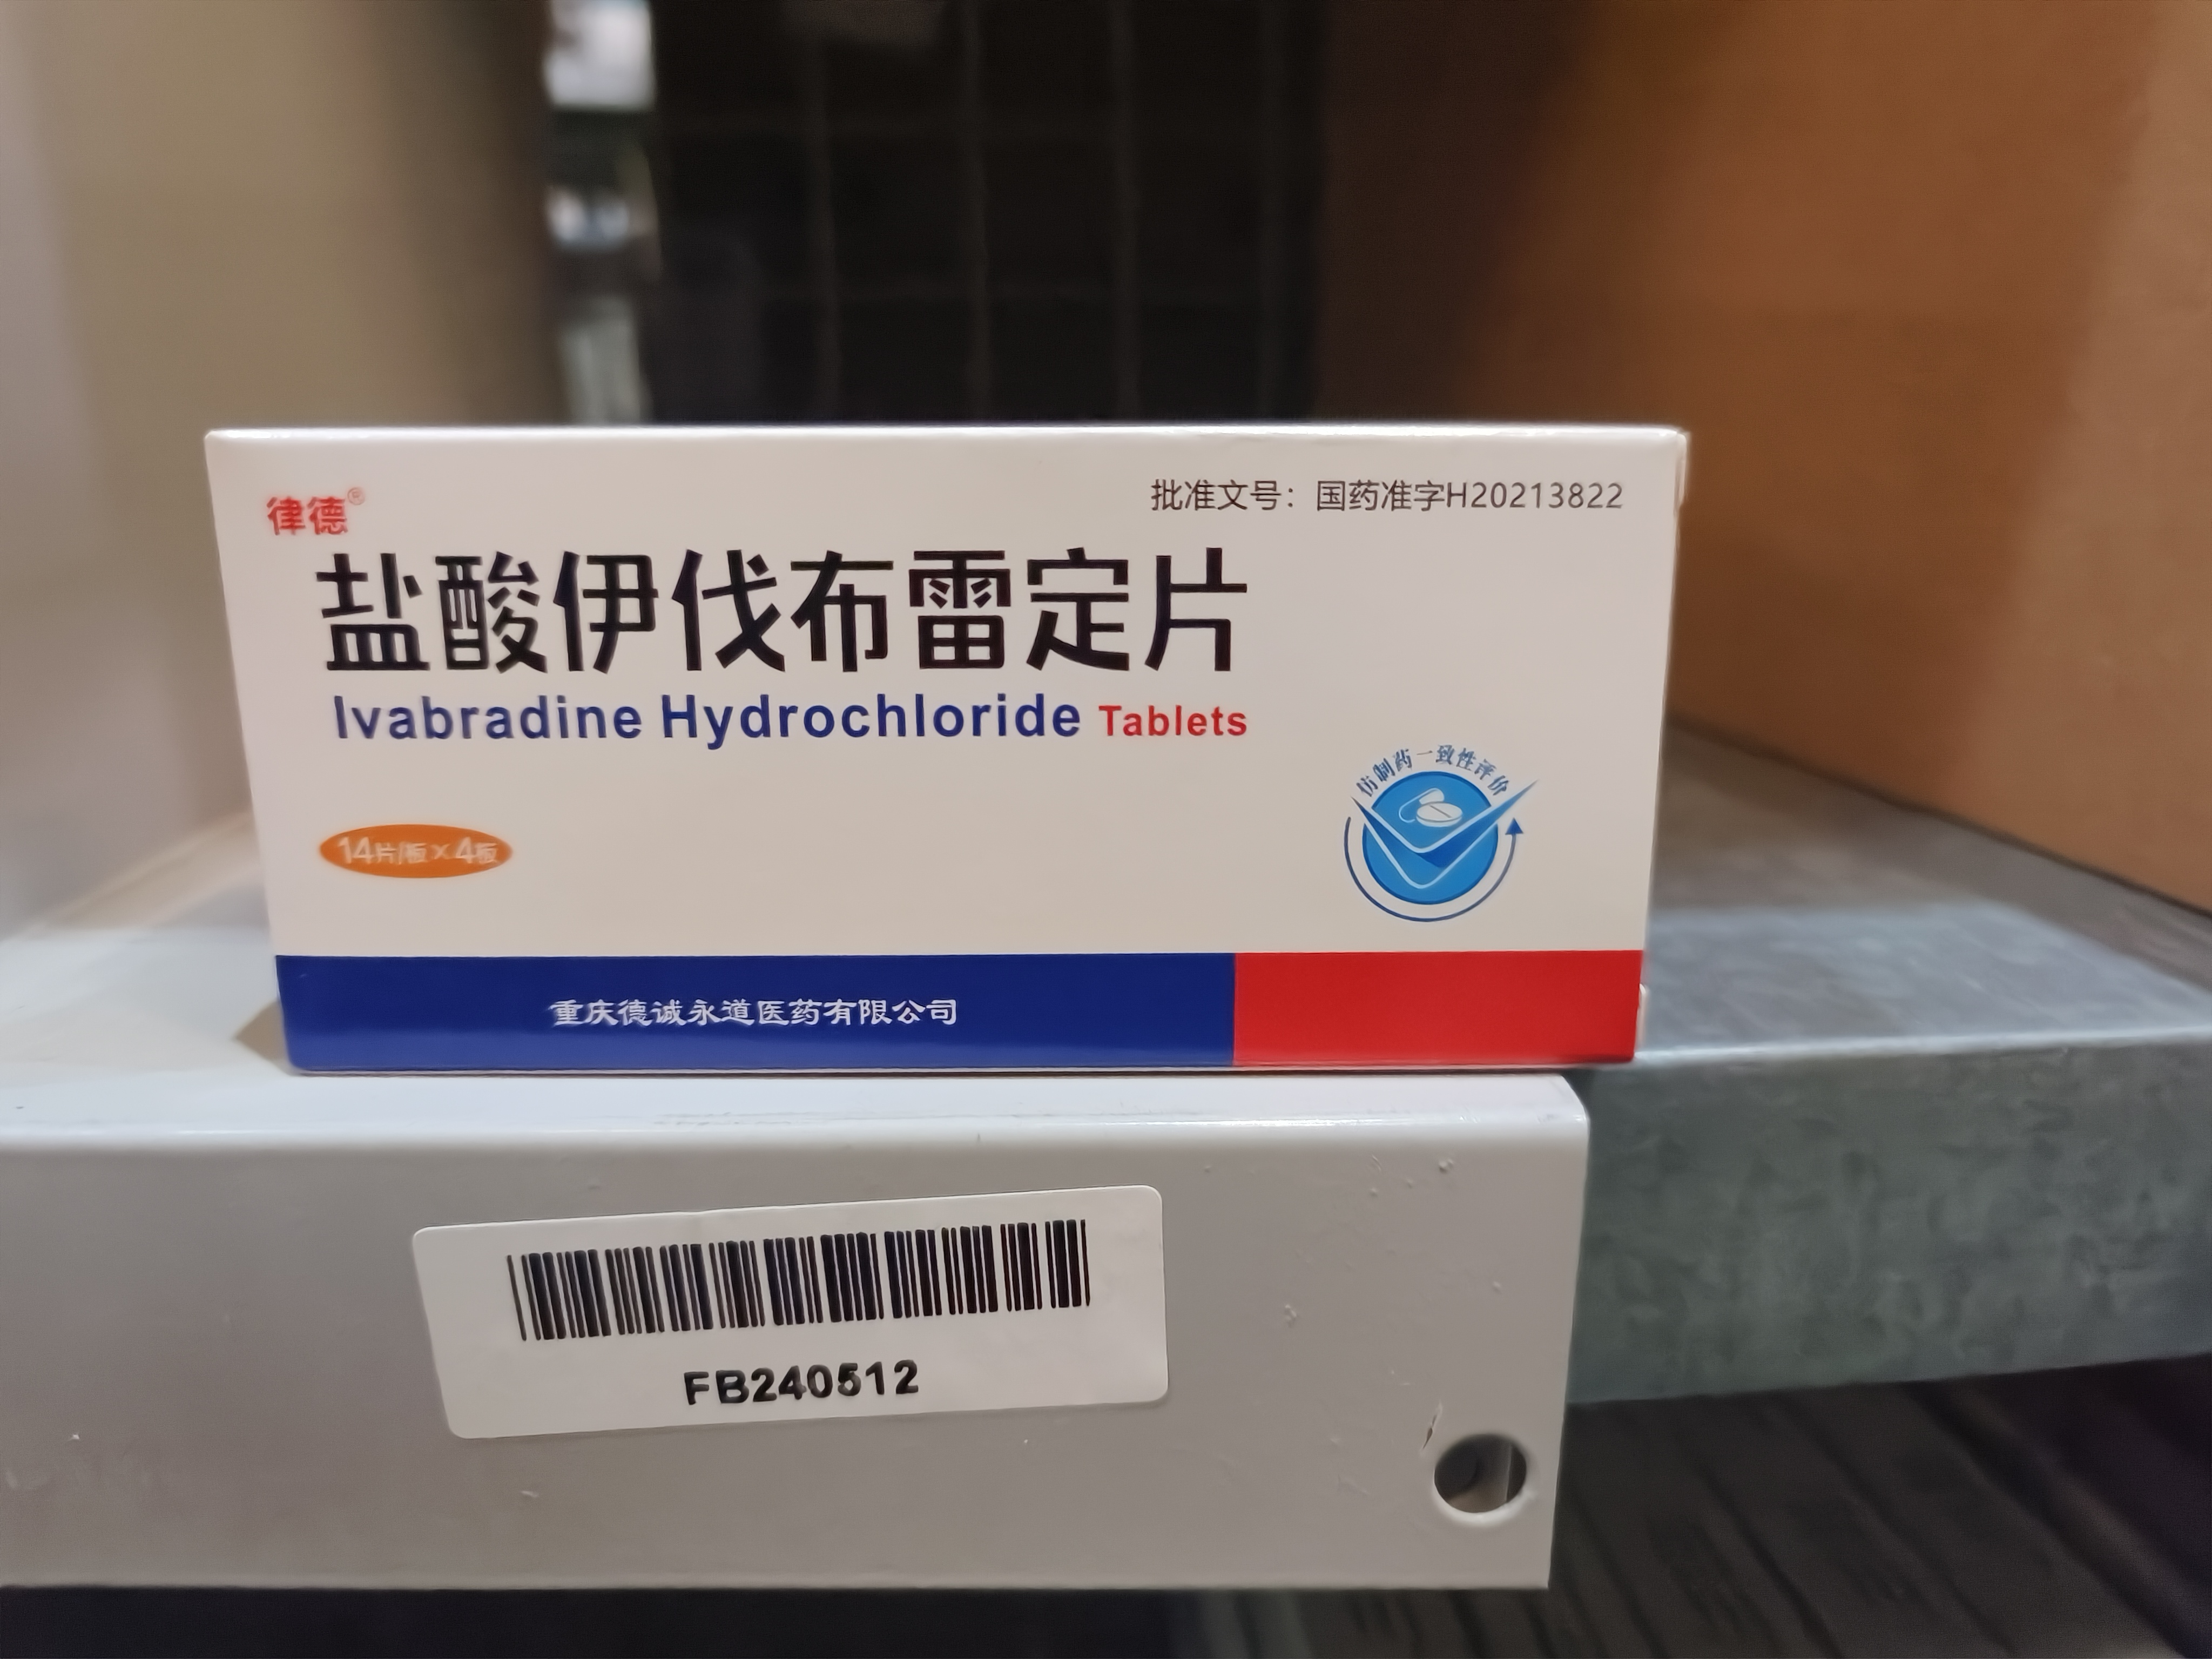 律德®
批准文号：国药准字H20213822
盐酸伊伐布雷定片
Ivabradine Hydrochloride Tablets
仿制药一致性评价
14片/板×4板
重庆德诚永道医药有限公司
FB240512